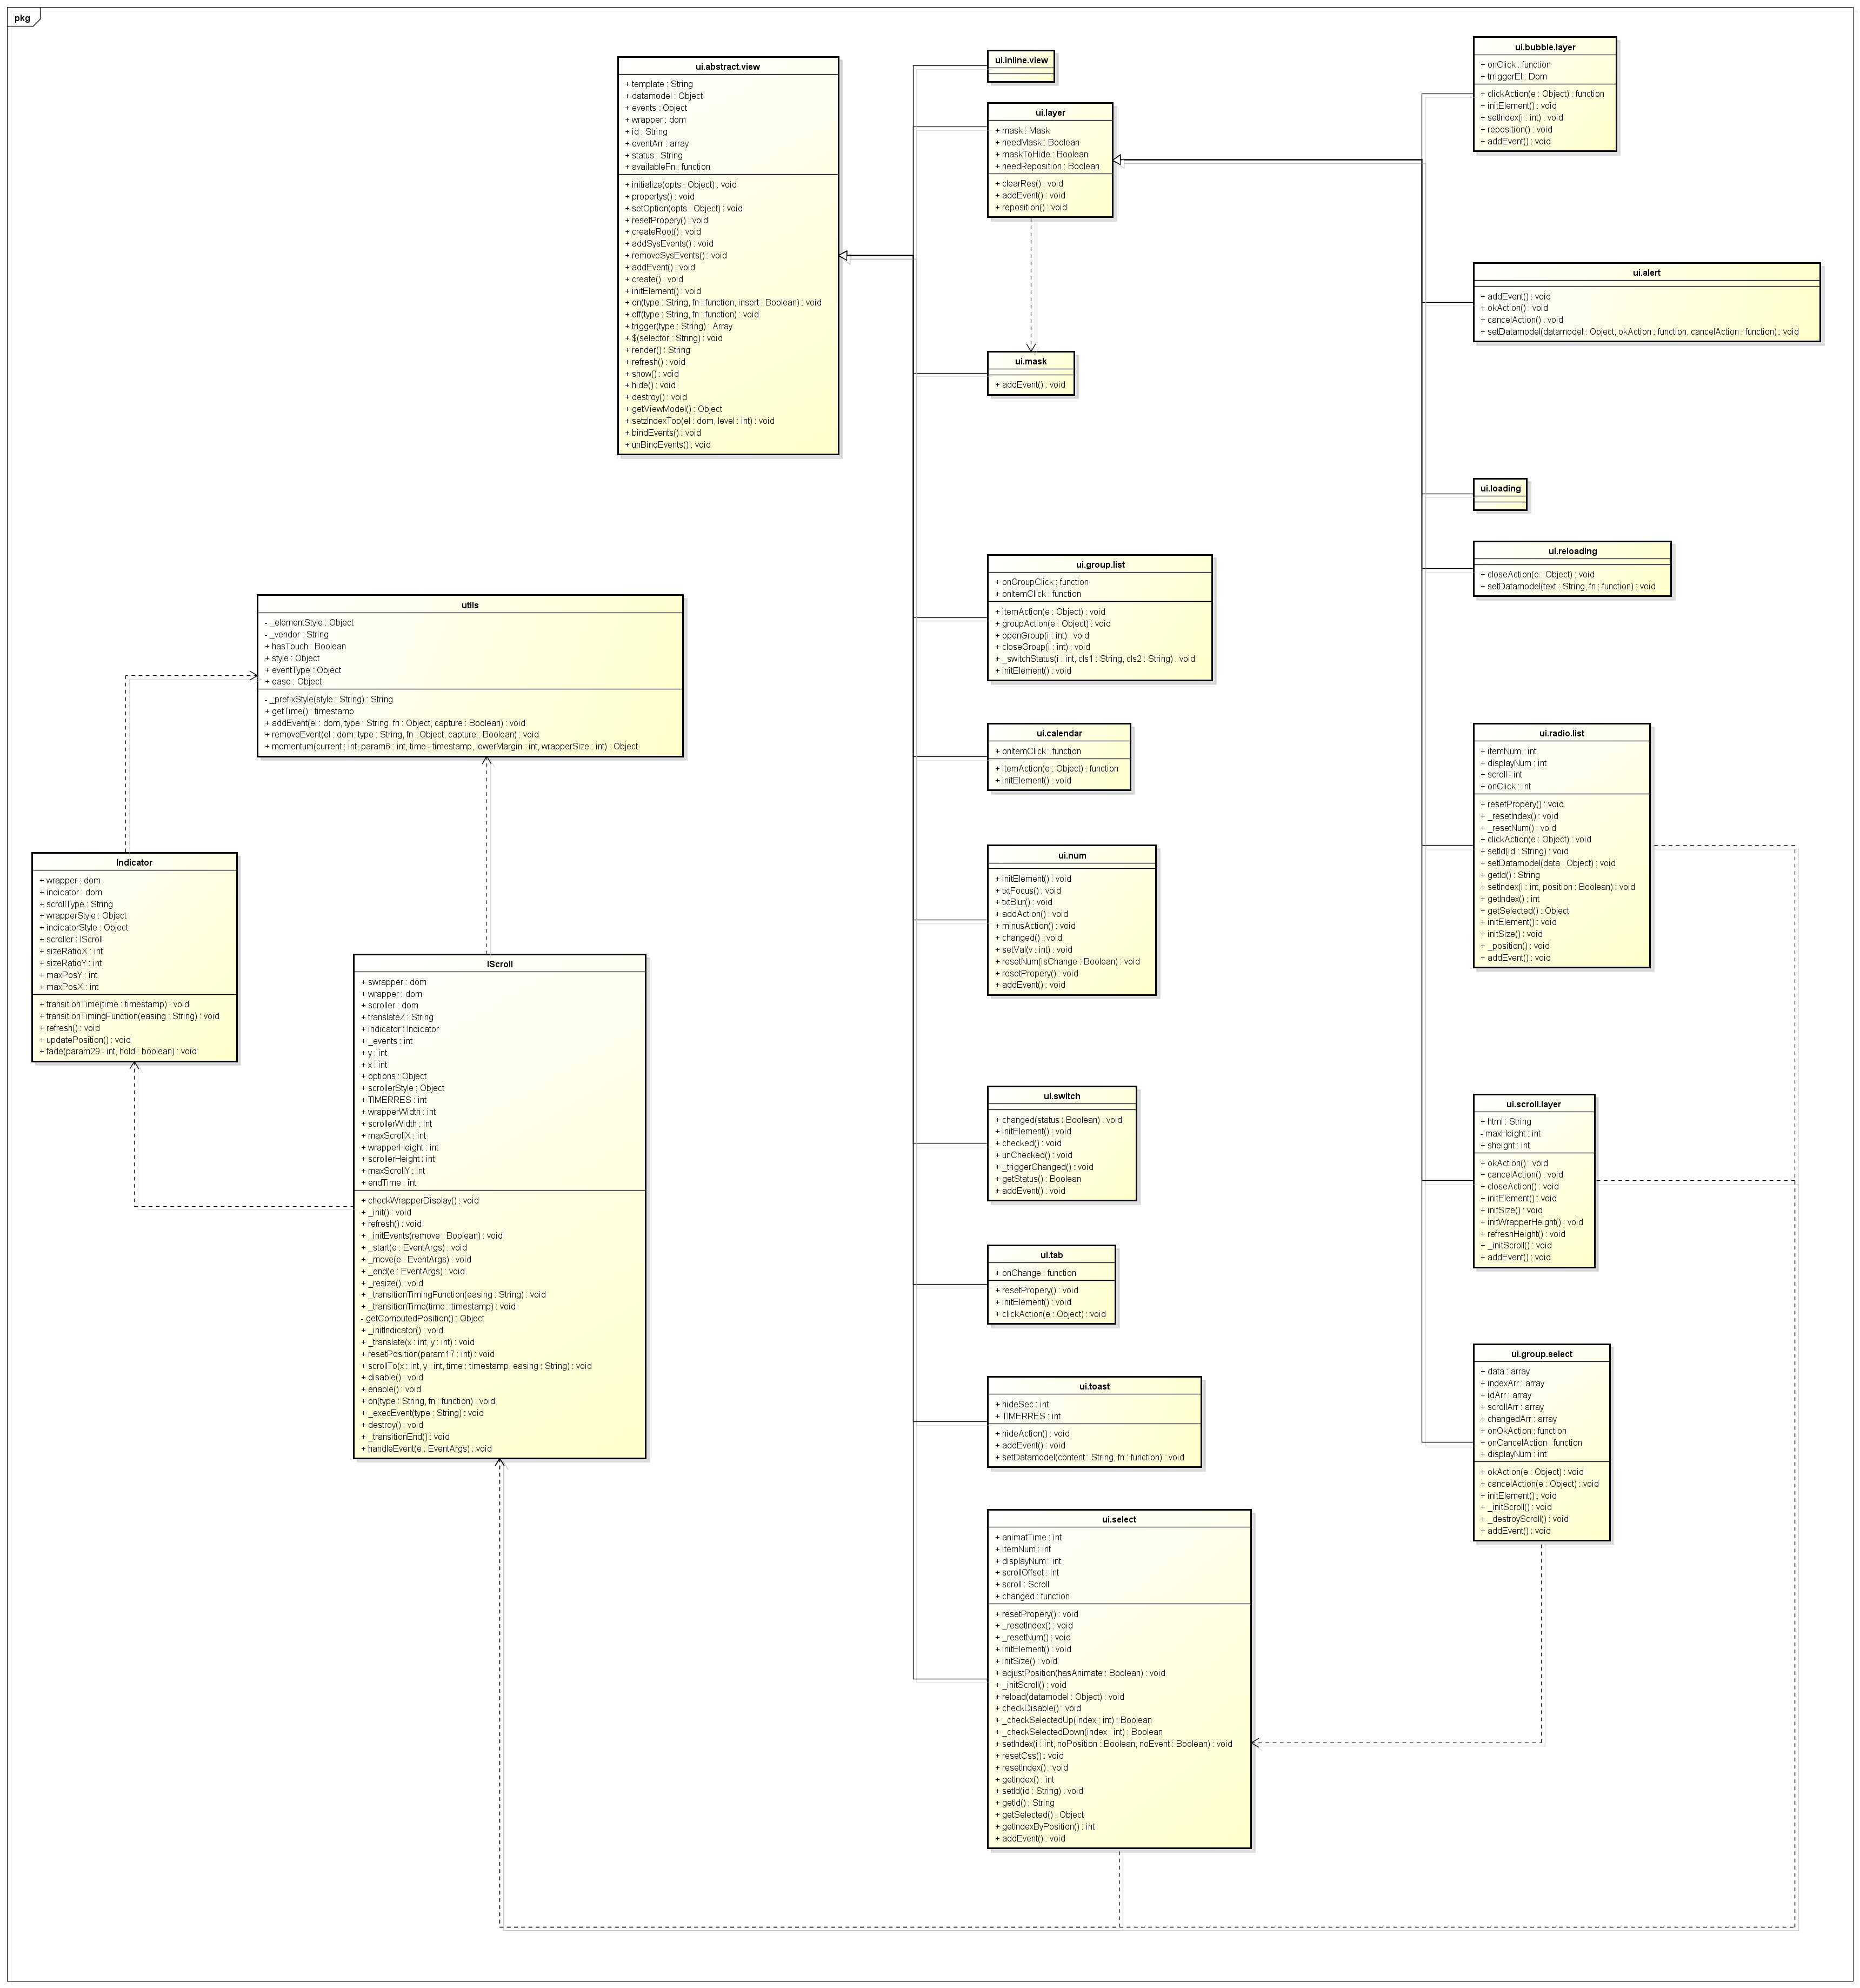 pkg
ui.abstract.view
+ template : String
+ datamodel : Object
+ events : Object
+ wrapper : dom
+ id : String
+ eventArr : array
+ status : String
+ availableFn : function
+ initialize(opts : Object) : void
+ propertys() : void
+ setOption(opts : Object) : void
+ resetPropery() : void
+ createRoot() : void
+ addSysEvents() : void
+ removeSysEvents() : void
+ addEvent() : void
+ create() : void
+ initElement() : void
+ on(type : String, fn : function, insert : Boolean) : void
+ off(type : String, fn : function) : void
+ trigger(type : String) : Array
+ $(selector : String) : void
+ render() : String
+ refresh() : void
+ show() : void
+ hide() : void
+ destroy() : void
+ getViewModel() : Object
+ setzIndexTop(el : dom, level : int) : void
+ bindEvents() : void
+ unBindEvents() : void
utils
- _elementStyle : Object
- _vendor : String
+ hasTouch : Boolean
+ style : Object
+ eventType : Object
+ ease : Object
- _prefixStyle(style : String) : String
+ getTime() : timestamp
+ addEvent(el : dom, type : String, fn : Object, capture : Boolean) : void
+ removeEvent(el : dom, type : String, fn : Object, capture : Boolean) : void
+ momentum(current : int, param6 : int, time : timestamp, lowerMargin : int, wrapperSize : int) : Object
Indicator
+ wrapper : dom
+ indicator : dom
+ scrollType : String
+ wrapperStyle : Object
+ indicatorStyle : Object
+ scroller : IScroll
+ sizeRatioX : int
+ sizeRatioY : int
+ maxPosY : int
+ maxPosX : int
+ transitionTime(time : timestamp) : void
+ transitionTimingFunction(easing : String) : void
+ refresh() : void
+ updatePosition() : void
+ fade(param29 : int, hold : boolean) : void
IScroll
+ swrapper : dom
+ wrapper : dom
+ scroller : dom
+ translateZ : String
+ indicator : Indicator
+ _events : int
+ y : int
+ x : int
+ options : Object
+ scrollerStyle : Object
+ TIMERRES : int
+ wrapperWidth : int
+ scrollerWidth : int
+ maxScrollX : int
+ wrapperHeight : int
+ scrollerHeight : int
+ maxScrollY : int
+ endTime : int
+ checkWrapperDisplay() : void
+ _init() : void
+ refresh() : void
+ _initEvents(remove : Boolean) : void
+ _start(e : EventArgs) : void
+ _move(e : EventArgs) : void
+ _end(e : EventArgs) : void
+ _resize() : void
+ _transitionTimingFunction(easing : String) : void
+ _transitionTime(time : timestamp) : void
- getComputedPosition() : Object
+ _initIndicator() : void
+ _translate(x : int, y : int) : void
+ resetPosition(param17 : int) : void
+ scrollTo(x : int, y : int, time : timestamp, easing : String) : void
+ disable() : void
+ enable() : void
+ on(type : String, fn : function) : void
+ _execEvent(type : String) : void
+ destroy() : void
+ _transitionEnd() : void
+ handleEvent(e : EventArgs) : void
ui.inline.view
ui.layer
+ mask : Mask
+ needMask : Boolean
+ maskToHide : Boolean
+ needReposition : Boolean
+ clearRes() : void
+ addEvent() : void
+ reposition() : void
ui.mask
+ addEvent() : void
ui.group.list
+ onGroupClick : function
+ onItemClick : function
+ itemAction(e : Object) : void
+ groupAction(e : Object) : void
+ openGroup(i : int) : void
+ closeGroup(i : int) : void
+ _switchStatus(i : int, cls1 : String, cls2 : String) : void
+ initElement() : void
ui.calendar
+ onItemClick : function
+ itemAction(e : Object) : function
+ initElement() : void
ui.num
+ initElement() : void
+ txtFocus() : void
+ txtBlur() : void
+ addAction() : void
+ minusAction() : void
+ changed() : void
+ setVal(v : int) : void
+ resetNum(isChange : Boolean) : void
+ resetPropery() : void
+ addEvent() : void
ui.switch
+ changed(status : Boolean) : void
+ initElement() : void
+ checked() : void
+ unChecked() : void
+ _triggerChanged() : void
+ getStatus() : Boolean
+ addEvent() : void
ui.tab
+ onChange : function
+ resetPropery() : void
+ initElement() : void
+ clickAction(e : Object) : void
ui.toast
+ hideSec : int
+ TIMERRES : int
+ hideAction() : void
+ addEvent() : void
+ setDatamodel(content : String, fn : function) : void
ui.select
+ animatTime : int
+ itemNum : int
+ displayNum : int
+ scrollOffset : int
+ scroll : Scroll
+ changed : function
+ resetPropery() : void
+ _resetIndex() : void
+ _resetNum() : void
+ initElement() : void
+ initSize() : void
+ adjustPosition(hasAnimate : Boolean) : void
+ _initScroll() : void
+ reload(datamodel : Object) : void
+ checkDisable() : void
+ _checkSelectedUp(index : int) : Boolean
+ _checkSelectedDown(index : int) : Boolean
+ setIndex(i : int, noPosition : Boolean, noEvent : Boolean) : void
+ resetCss() : void
+ resetIndex() : void
+ getIndex() : int
+ setId(id : String) : void
+ getId() : String
+ getSelected() : Object
+ getIndexByPosition() : int
+ addEvent() : void
ui.bubble.layer
+ onClick : function
+ trriggerEl : Dom
+ clickAction(e : Object) : function
+ initElement() : void
+ setIndex(i : int) : void
+ reposition() : void
+ addEvent() : void
ui.alert
+ addEvent() : void
+ okAction() : void
+ cancelAction() : void
+ setDatamodel(datamodel : Object, okAction : function, cancelAction : function) : void
ui.loading
ui.reloading
+ closeAction(e : Object) : void
+ setDatamodel(text : String, fn : function) : void
ui.radio.list
+ itemNum : int
+ displayNum : int
+ scroll : int
+ onClick : int
+ resetPropery() : void
+ _resetIndex() : void
+ _resetNum() : void
+ clickAction(e : Object) : void
+ setId(id : String) : void
+ setDatamodel(data : Object) : void
+ getId() : String
+ setIndex(i : int, position : Boolean) : void
+ getIndex() : int
+ getSelected() : Object
+ initElement() : void
+ initSize() : void
+ _position() : void
+ addEvent() : void
ui.scroll.layer
+ html : String
- maxHeight : int
+ sheight : int
+ okAction() : void
+ cancelAction() : void
+ closeAction() : void
+ initElement() : void
+ initSize() : void
+ initWrapperHeight() : void
+ refreshHeight() : void
+ _initScroll() : void
+ addEvent() : void
ui.group.select
+ data : array
+ indexArr : array
+ idArr : array
+ scrollArr : array
+ changedArr : array
+ onOkAction : function
+ onCancelAction : function
+ displayNum : int
+ okAction(e : Object) : void
+ cancelAction(e : Object) : void
+ initElement() : void
+ _initScroll() : void
+ _destroyScroll() : void
+ addEvent() : void